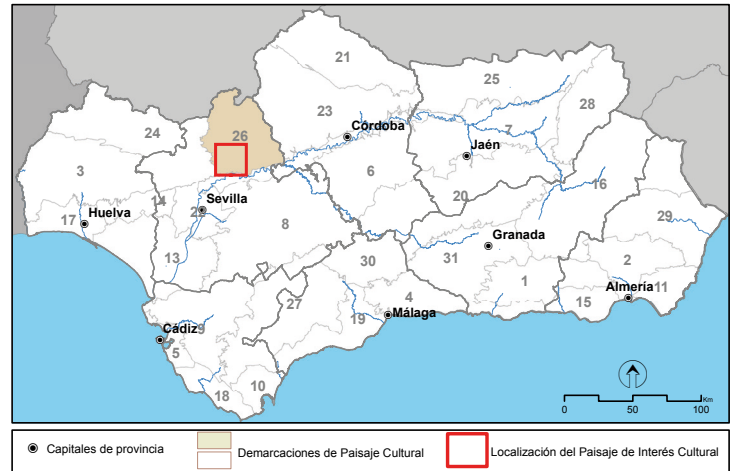 21
25
28
23
Córdoba
7
24
26
Jaén
3
6
16
20
14
Sevilla
17
Huelva
8
29
Granada
13
30
31
2
27
4
1
Almería
11
15
Málaga
19
Cádiz
9
5
10
18
Km
0
50
100
Capitales de provincia
Demarcaciones de Paisaje Cultural
Localización del Paisaje de Interés Cultural